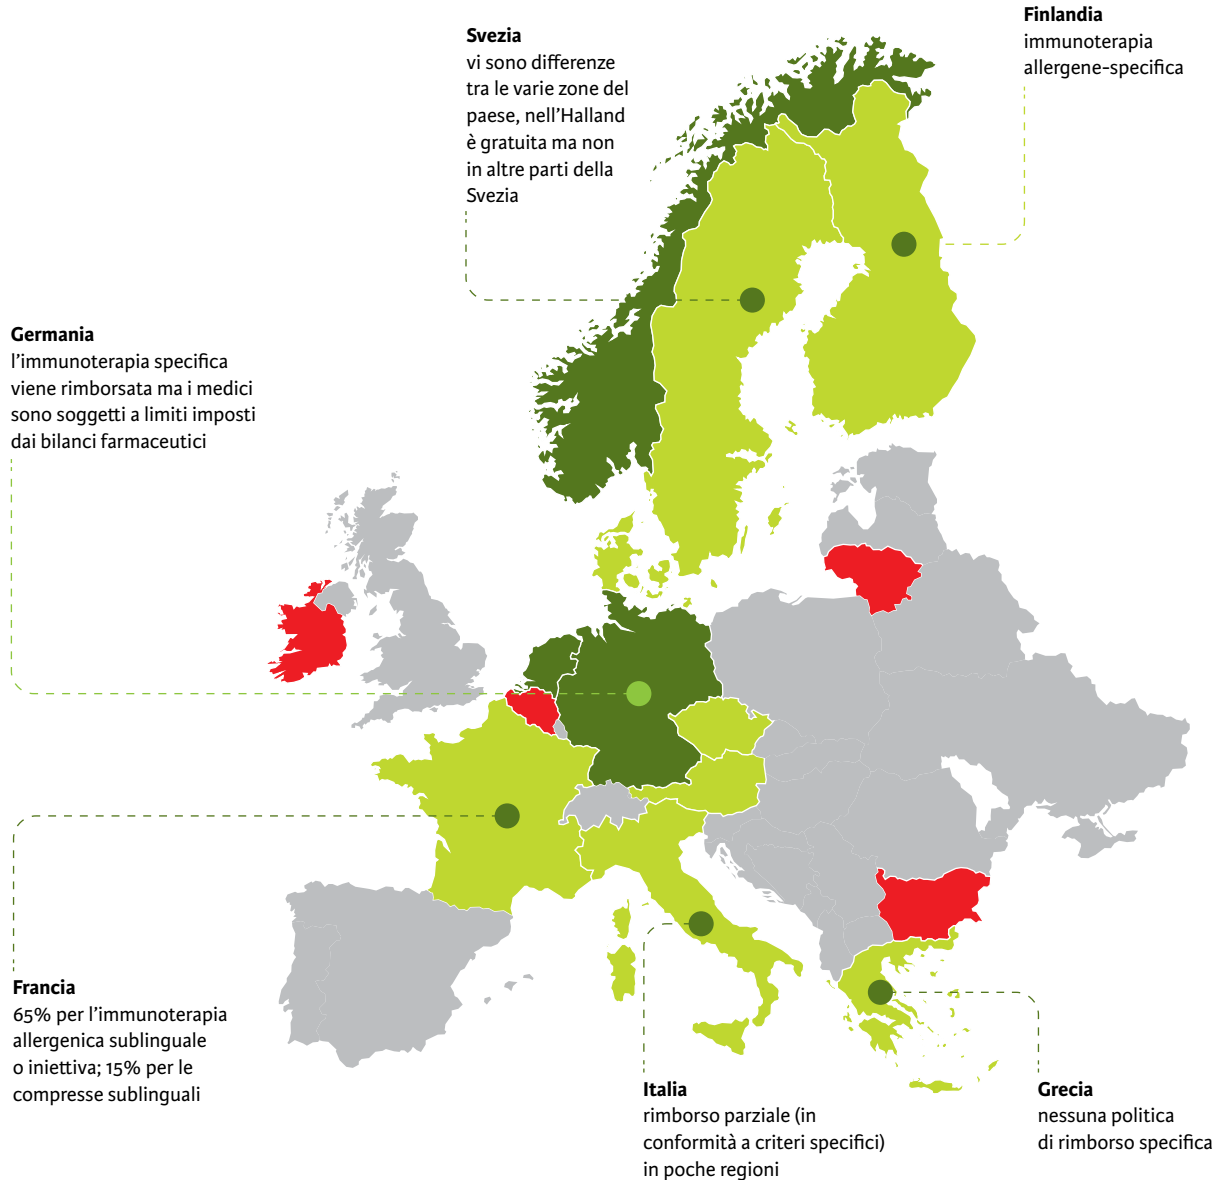 Svezia
vi sono differenze
tra le varie zone del
paese, nell'Halland
è gratuita ma non
in altre parti della
Svezia
Finlandia
immunoterapia
allergene-specifica
Germania
l'immunoterapia specifica
viene rimborsata ma i medici
sono soggetti a limiti imposti
dai bilanci farmaceutici
Francia
65% per l'immunoterapia
allergenica sublinguale
o iniettiva; 15% per le
compresse sublinguali
Italia
rimborso parziale (in
conformità a criteri specifici)
in poche regioni
Grecia
nessuna politica
di rimborso specifica